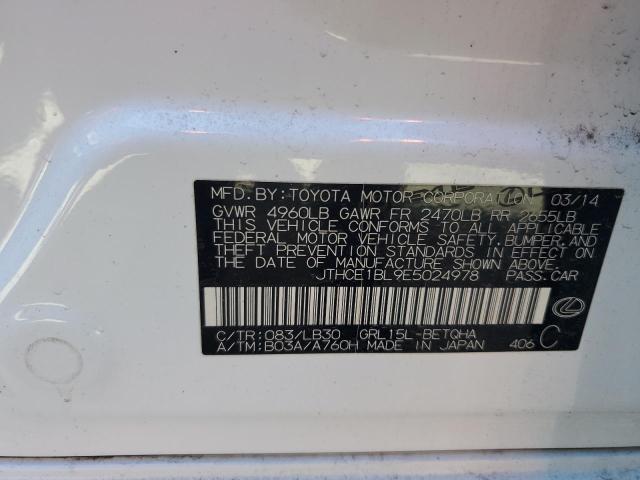 MFD.BY:TOYOTA MOTOR CORPORATION 03/14
GVWR 4960LB GAWR FR 2470LB RR 2655LB
THIS VEHICLE CONFORMS TO ALL APPLICABLE
FEDERAL MOTOR VEHICLE SAFETY,BUMPER,AND
THEFT PREVENTION STANDARDS IN EFFECT ON
THE DATE OF MANUFACTURE SHOWN ABOVE.
JTHCE1BL9E5024978 PASS.CAR
C/TR:083/LB30 GRL15L-BETQHA
A/TM:B03A/A760H MADE IN JAPAN 406 C